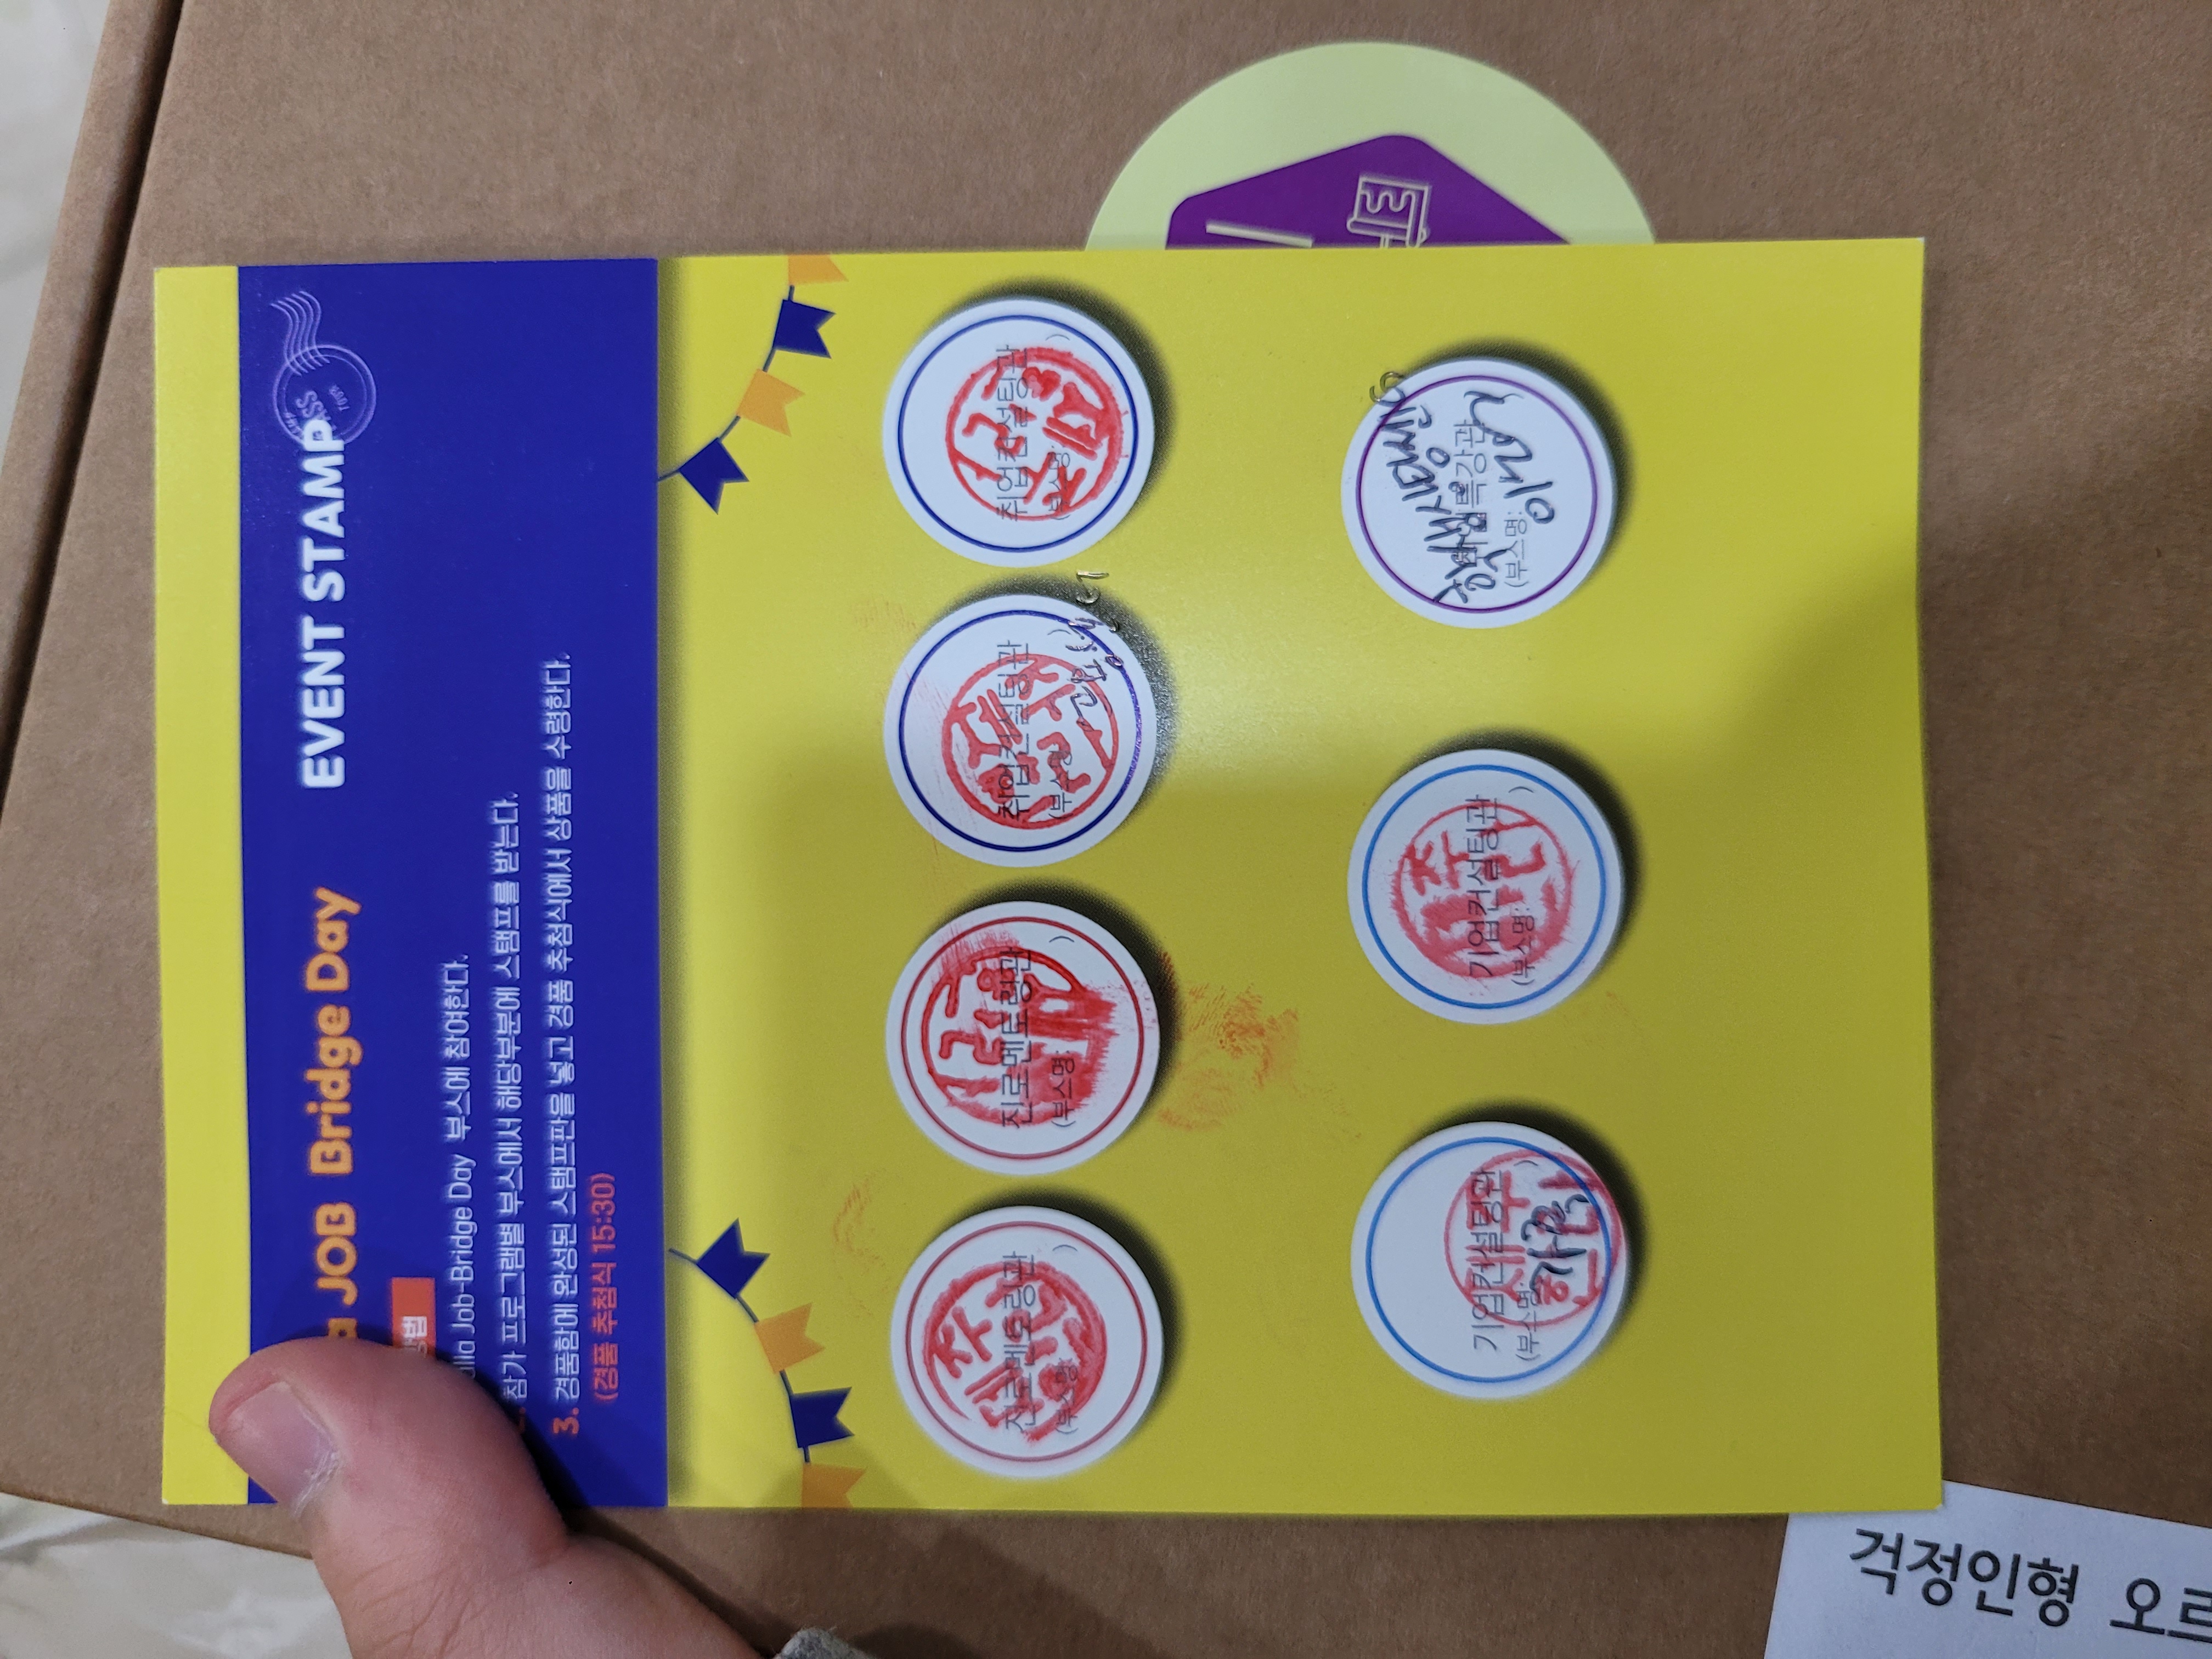 a JOB Bridge Day EVENT STAMP
방법
Job-Bridge Day 부스에 참여한다.
참가 프로그램별 부스에서 해당부분에 스탬프를 받는다.
3. 경품함에 완성된 스탬프판을 넣고 경품 추첨식에서 상품을 수령한다.
(경품 추첨식 15:30)
진로멘토링관
(부스명: )
진로멘토링관
(부스명: )
취업컨설팅관
(부스명: )
취업컨설팅관
(부스명: )
기업컨설팅관
(부스명: )
기업컨설팅관
(부스명: )
취업특강관
(부스명:
걱정인형 오르